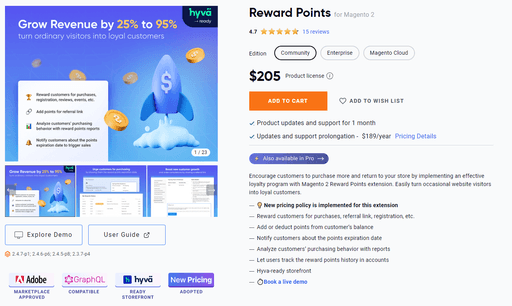 hyvä
→ ready
Grow Revenue by 25% to 95%
turn ordinary visitors into loyal customers
Reward customers for purchases,
registration, reviews, events, etc.
Add points for referral link
Analyze customers' purchasing
behavior with reward points reports
Notify customers about the points
expiration date to trigger sales
1 / 23
Grow Revenue by 25% to 95%
Explore Demo
User Guide
2.4.7-p1; 2.4.6-p6; 2.4.5-p8; 2.3.7-p4
Adobe
MARKETPLACE
APPROVED
GraphQL
COMPATIBLE
hyvä
READY
STOREFRONT
New Pricing
ADOPTED
Reward Points for Magento 2
4.7 15 reviews
Edition Community Enterprise Magento Cloud
$205 Product license
ADD TO CART
ADD TO WISH LIST
Product updates and support for 1 month
Updates and support prolongation - $189/year Pricing Details
Also available in Pro →
Encourage customers to purchase more and return to your store by implementing an effective
loyalty program with Magento 2 Reward Points extension. Easily turn occasional website visitors
into loyal customers.
— New pricing policy is implemented for this extension
— Reward customers for purchases, referral link, registration, etc.
— Add or deduct points from customer's balance
— Notify customers about the points expiration date
— Analyze customers' purchasing behavior with reports
— Let users track the reward points history in accounts
— Hyva-ready storefront
— Book a live demo